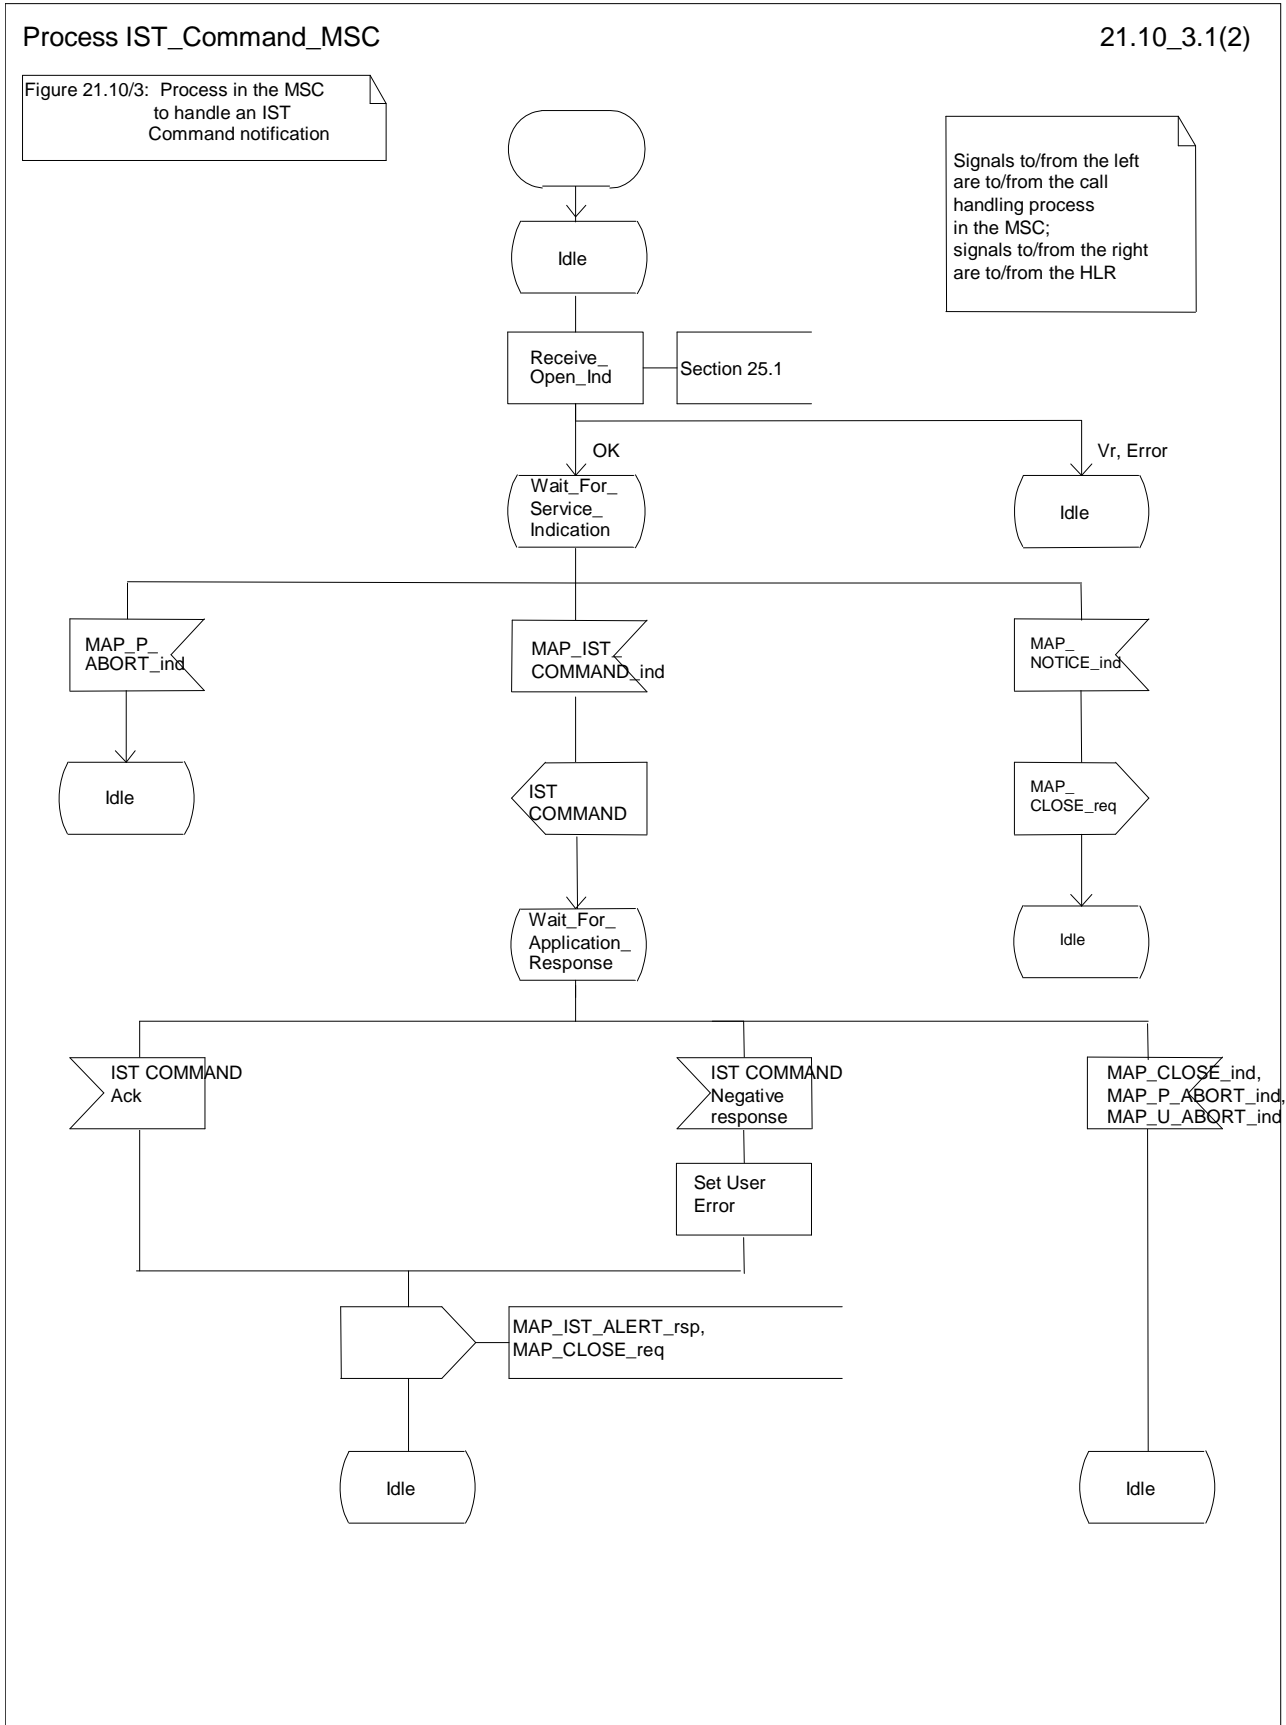 Process IST_Command_MSC
21.10_3.1(2)
Figure 21.10/3: Process in the MSC
to handle an IST
Command notification
Signals to/from the left
are to/from the call
handling process
in the MSC;
signals to/from the right
are to/from the HLR
Idle
Receive_
Open_Ind
Section 25.1
OK
Vr, Error
Wait_For_
Service_
Indication
Idle
MAP_P_
ABORT_ind
MAP_IST_
COMMAND_ind
MAP_
NOTICE_ind
Idle
IST
COMMAND
MAP_
CLOSE_req
Wait_For_
Application_
Response
Idle
IST COMMAND
Ack
IST COMMAND
Negative
response
MAP_CLOSE_ind,
MAP_P_ABORT_ind,
MAP_U_ABORT_ind
Set User
Error
MAP_IST_ALERT_rsp,
MAP_CLOSE_req
Idle
Idle